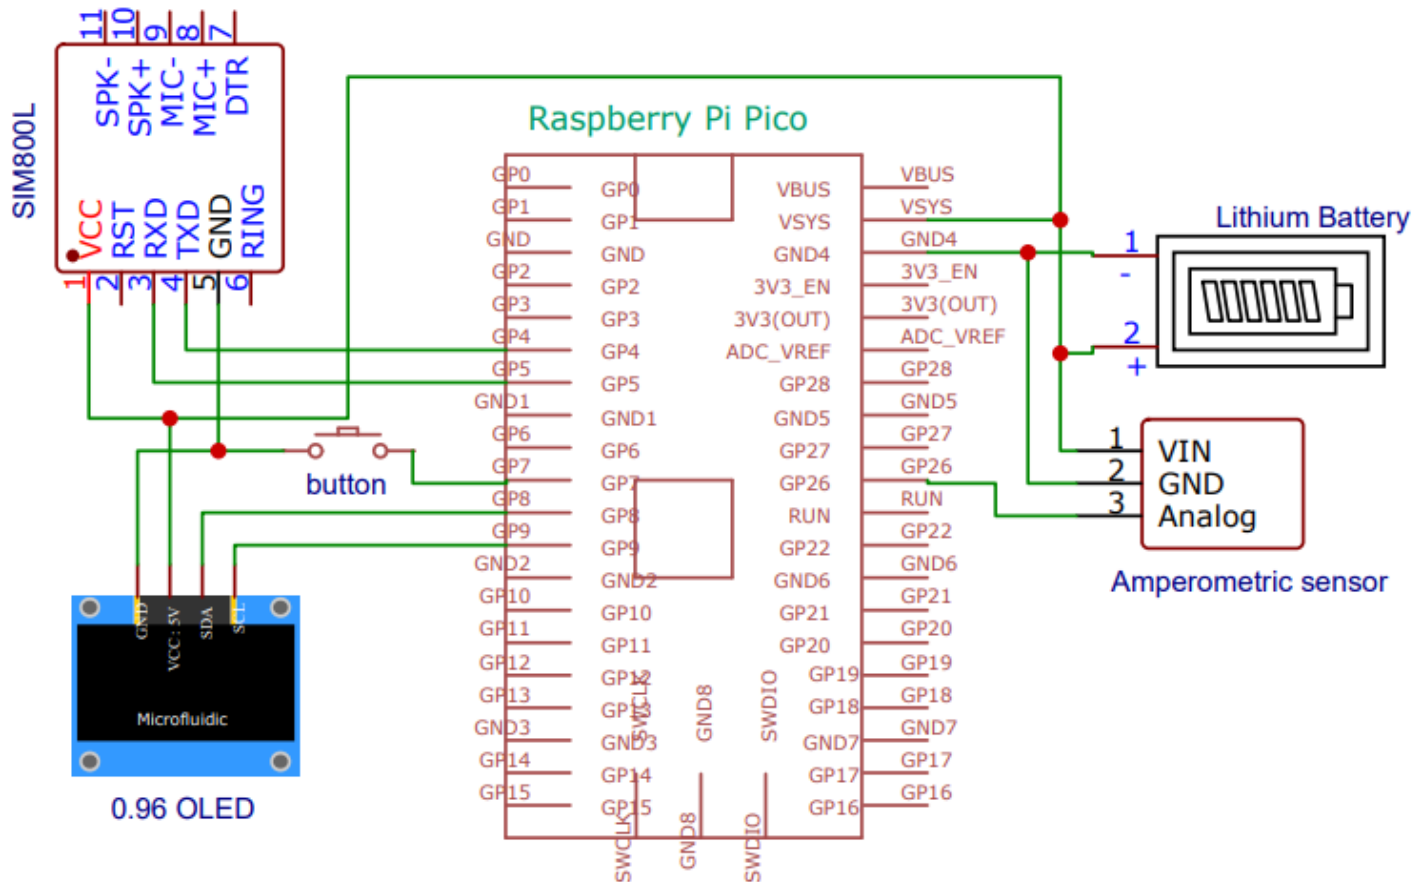 11
10
9
8
7
SPK-
SPK+
MIC-
MIC+
DTR
SIM800L
VCC
RST
RXD
TXD
GND
RING
1
2
3
4
5
6
Raspberry Pi Pico
GP0
GP1
GND
GP2
GP3
GP4
GP5
GND1
GP6
GP7
GP8
GP9
GND2
GP10
GP11
GP12
GP13
GND3
GP14
GP15
GP0
GP1
GND
GP2
GP3
GP4
GP5
GND1
GP6
GP7
GP8
GP9
GND2
GP10
GP11
GP12
GP13
GND3
GP14
GP15
VBUS
VSYS
GND4
3V3_EN
3V3(OUT)
ADC_VREF
GP28
GND5
GP27
GP26
RUN
GP22
GND6
GP21
GP20
GP19
GP18
GND7
GP17
GP16
VBUS
VSYS
GND4
3V3_EN
3V3(OUT)
ADC_VREF
GP28
GND5
GP27
GP26
RUN
GP22
GND6
GP21
GP20
GP19
GP18
GND7
GP17
GP16
SWCLK
GND8
SWDIO
SWCLK
GND8
SWDIO
button
GND
VCC : 5V
SDA
SCL
Microfluidic
0.96 OLED
Lithium Battery
1
-
2
+
1
2
3
VIN
GND
Analog
Amperometric sensor